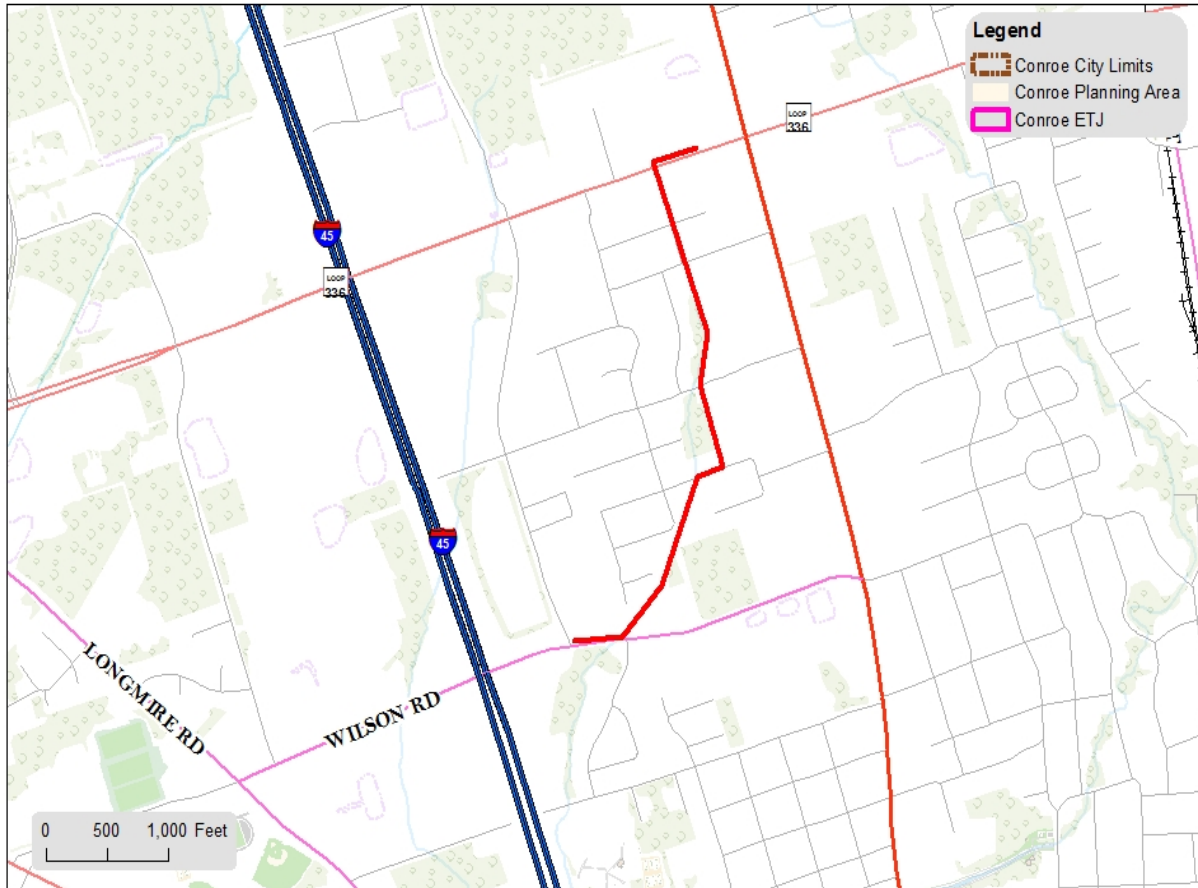 Legend
Conroe City Limits
Conroe Planning Area
Conroe ETJ
LOOP
336
45
LOOP
336
45
LONGMIRE RD
WILSON RD
0 500 1,000 Feet